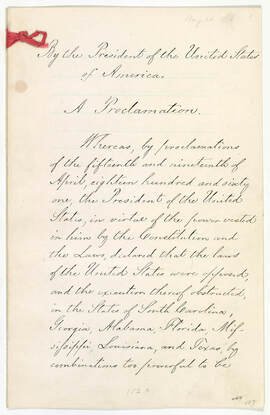 By the President of the United States
of America.
A Proclamation.
Whereas, by proclamations
of the fifteenth and nineteenth of
April, eighteen hundred and sixty
one, the President of the United
States, in virtue of the power vested
in him by the Constitution and
the Laws, declared that the laws
of the United States were opposed,
and the execution thereof obstructed,
in the State of South Carolina,
Georgia, Alabama, Florida, Mis-
sissippi, Louisiana, and Texas, by
combinations too powerful to be